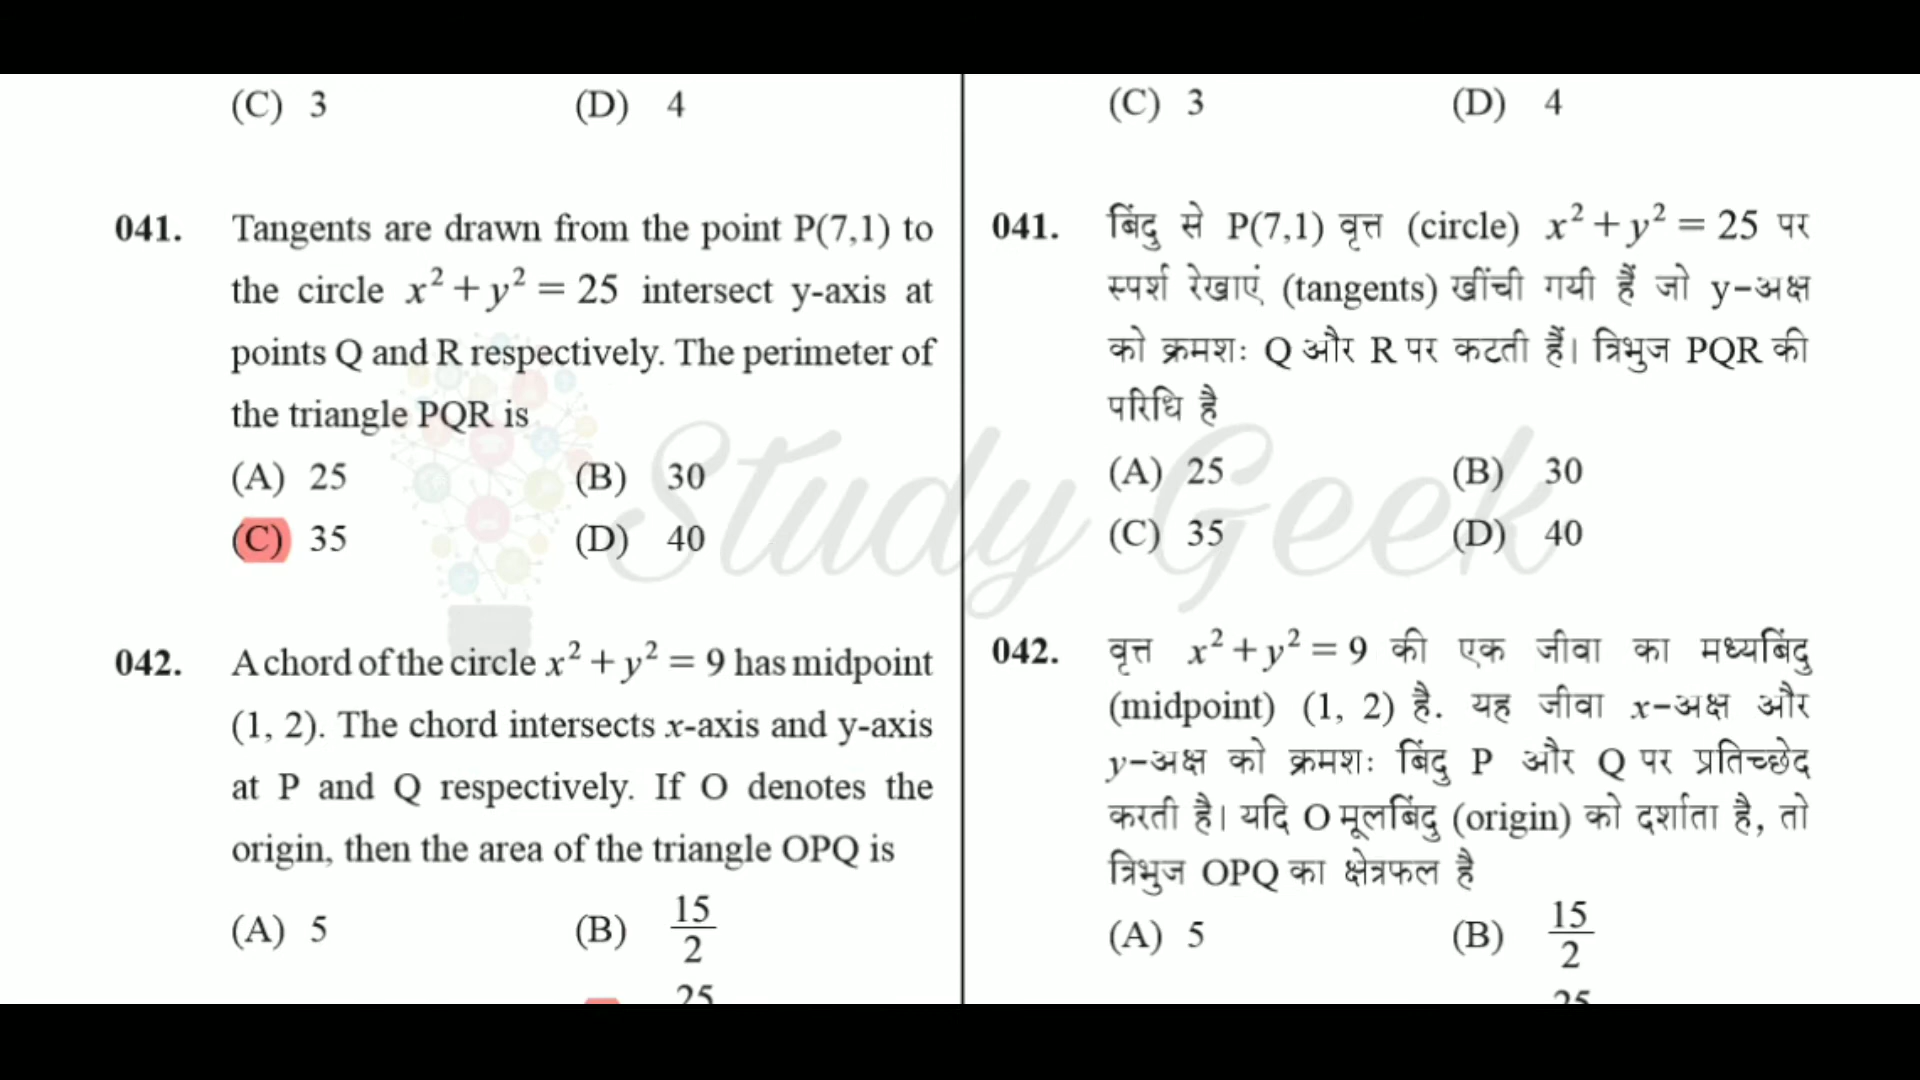 (C) 3 (D) 4
041. Tangents are drawn from the point P(7,1) to
the circle x² + y² = 25 intersect y-axis at
points Q and R respectively. The perimeter of
the triangle PQR is
(A) 25 (B) 30
(C) 35 (D) 40
042. A chord of the circle x² + y² = 9 has midpoint
(1, 2). The chord intersects x-axis and y-axis
at P and Q respectively. If O denotes the
origin, then the area of the triangle OPQ is
(A) 5 (B) 15/2
25
(C) 3 (D) 4
041. बिंदु से P(7,1) वृत्त (circle) x² + y² = 25 पर
स्पर्श रेखाएं (tangents) खींची गयी हैं जो y-अक्ष
को क्रमशः Q और R पर कटती हैं। त्रिभुज PQR की
परिधि है
(A) 25 (B) 30
(C) 35 (D) 40
042. वृत्त x² + y² = 9 की एक जीवा का मध्यबिंदु
(midpoint) (1, 2) है. यह जीवा x-अक्ष और
y-अक्ष को क्रमशः बिंदु P और Q पर प्रतिच्छेद
करती है। यदि O मूलबिंदु (origin) को दर्शाता है, तो
त्रिभुज OPQ का क्षेत्रफल है
(A) 5 (B) 15/2
25
Study Geek